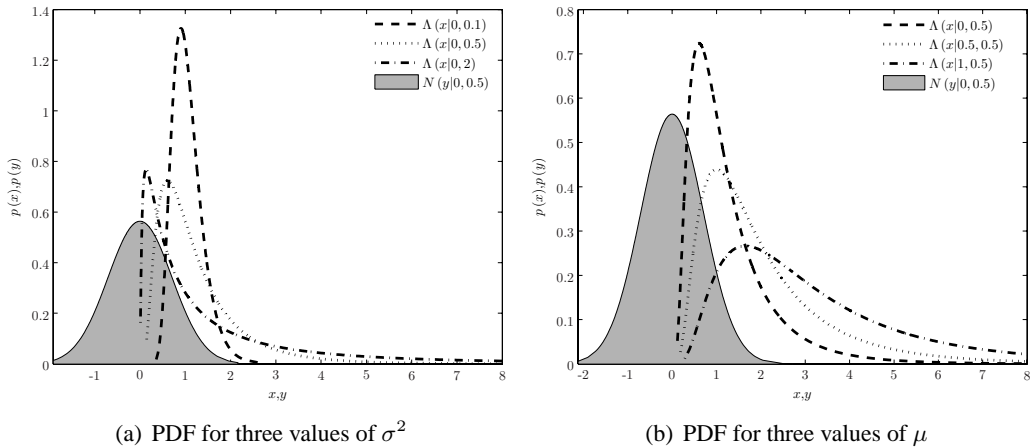 1.4
1.2
1
0.8
0.6
0.4
0.2
0
-1 0 1 2 3 4 5 6 7 8
p (x),p (y)
x,y
Λ (x|0, 0.1)
Λ (x|0, 0.5)
Λ (x|0, 2)
N (y|0, 0.5)
(a) PDF for three values of σ²
0.8
0.7
0.6
0.5
0.4
0.3
0.2
0.1
0
-2 -1 0 1 2 3 4 5 6 7 8
p (x),p (y)
x,y
Λ (x|0, 0.5)
Λ (x|0.5, 0.5)
Λ (x|1, 0.5)
N (y|0, 0.5)
(b) PDF for three values of μ